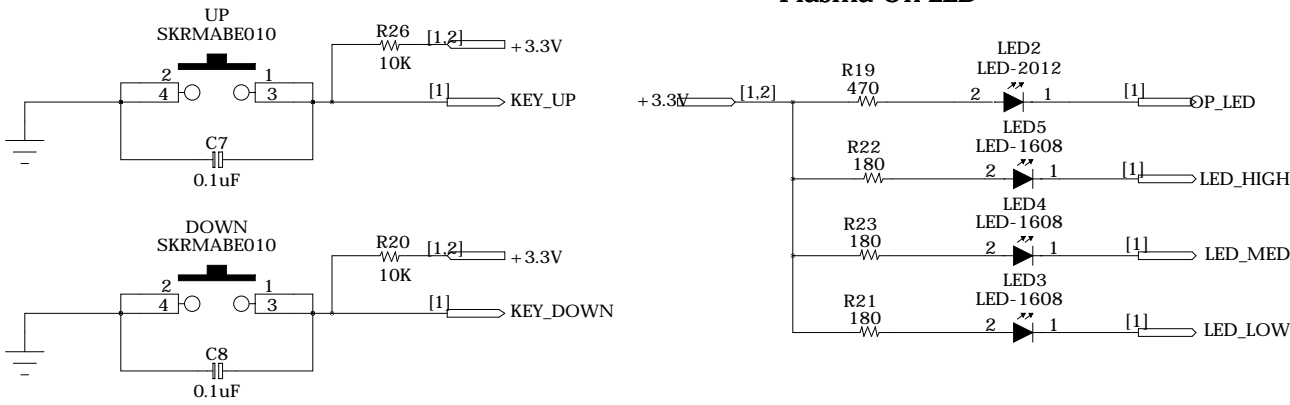 UP
SKRMABE010
2
4
1
3
C7
0.1uF
R26
10K
[1,2]
+3.3V
[1]
KEY_UP
DOWN
SKRMABE010
2
4
1
3
C8
0.1uF
R20
10K
[1,2]
+3.3V
[1]
KEY_DOWN
+3.3V
[1,2]
R19
470
LED2
LED-2012
2
1
[1]
OP_LED
R22
180
LED5
LED-1608
2
1
[1]
LED_HIGH
R23
180
LED4
LED-1608
2
1
[1]
LED_MED
R21
180
LED3
LED-1608
2
1
[1]
LED_LOW